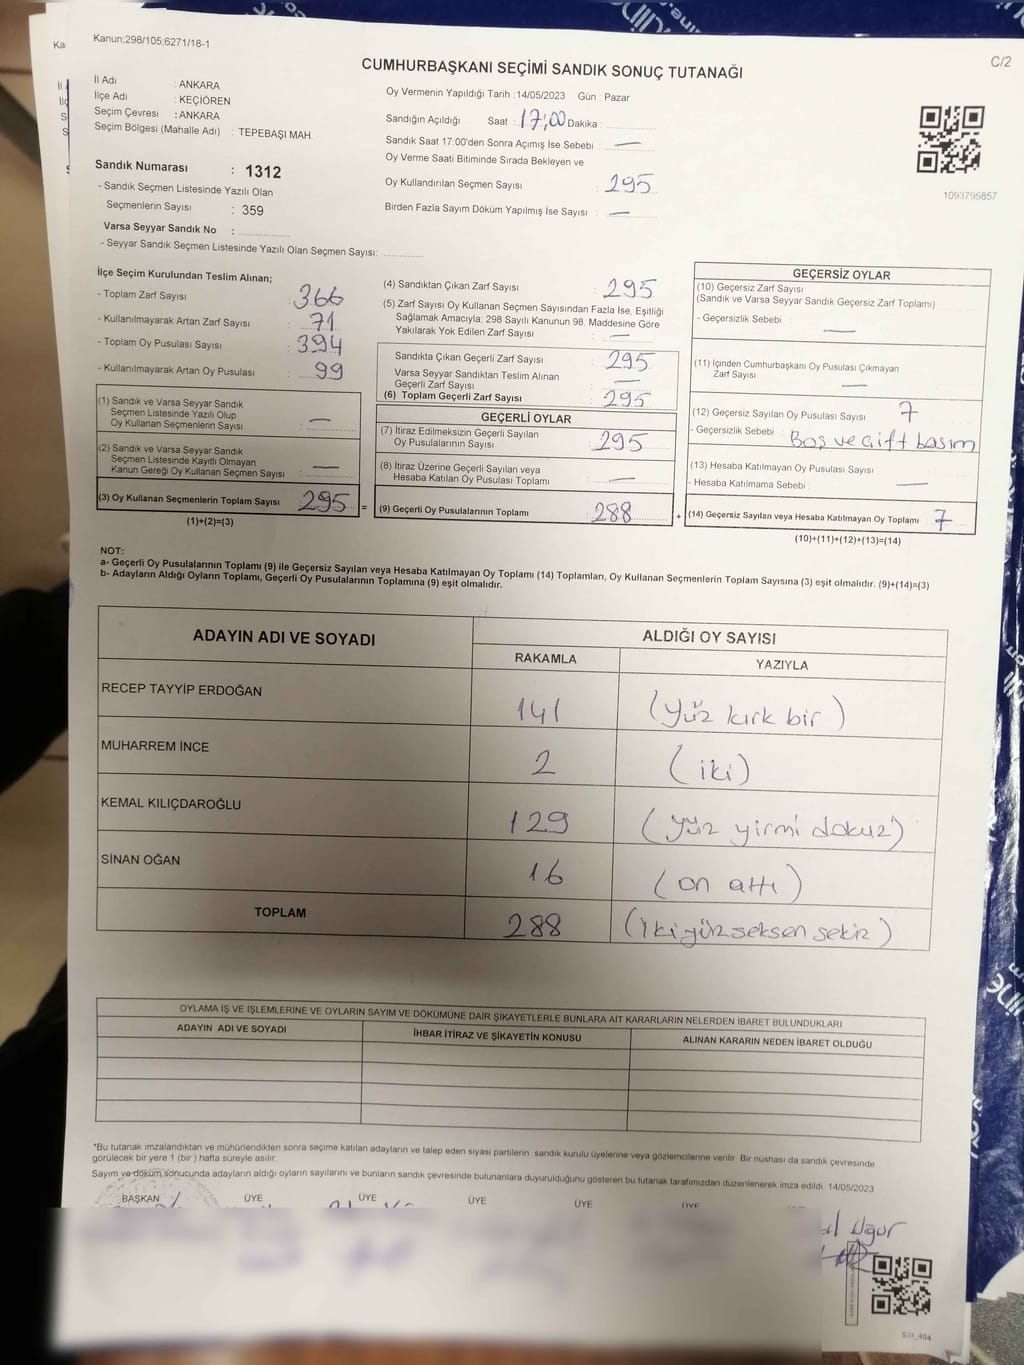 Kanun;298/105;6271/18-1
C/2
CUMHURBAŞKANI SEÇİMİ SANDIK SONUÇ TUTANAĞI
İl Adı : ANKARA
İlçe Adı : KEÇİÖREN
Seçim Çevresi : ANKARA
Seçim Bölgesi (Mahalle Adı) : TEPEBAŞI MAH.
Sandık Numarası : 1312
- Sandık Seçmen Listesinde Yazılı Olan
Seçmenlerin Sayısı : 359
Varsa Seyyar Sandık No :
- Seyyar Sandık Seçmen Listesinde Yazılı Olan Seçmen Sayısı:
Oy Vermenin Yapıldığı Tarih : 14/05/2023 Gün : Pazar
Sandığın Açıldığı Saat : 17,00 Dakika :
Sandık Saat 17:00'den Sonra Açımış İse Sebebi : —
Oy Verme Saati Bitiminde Sırada Bekleyen ve
Oy Kullandırılan Seçmen Sayısı : 295
Birden Fazla Sayım Döküm Yapılmış İse Sayısı : —
1093795857
İlçe Seçim Kurulundan Teslim Alınan;
- Toplam Zarf Sayısı : 366
- Kullanılmayarak Artan Zarf Sayısı : 71
- Toplam Oy Pusulası Sayısı : 394
- Kullanılmayarak Artan Oy Pusulası : 99
(1) Sandık ve Varsa Seyyar Sandık
Seçmen Listesinde Yazılı Olup
Oy Kullanan Seçmenlerin Sayısı : —
(2) Sandık ve Varsa Seyyar Sandık
Seçmen Listesinde Kayıtlı Olmayan
Kanun Gereği Oy Kullanan Seçmen Sayısı : —
(3) Oy Kullanan Seçmenlerin Toplam Sayısı 295 =
(1)+(2)=(3)
(4) Sandıktan Çıkan Zarf Sayısı : 295
(5) Zarf Sayısı Oy Kullanan Seçmen Sayısından Fazla İse, Eşitliği
Sağlamak Amacıyla; 298 Sayılı Kanunun 98. Maddesine Göre
Yakılarak Yok Edilen Zarf Sayısı : —
Sandıkta Çıkan Geçerli Zarf Sayısı : 295
Varsa Seyyar Sandıktan Teslim Alınan
Geçerli Zarf Sayısı : —
(6) Toplam Geçerli Zarf Sayısı : 295
GEÇERLİ OYLAR
(7) İtiraz Edilmeksizin Geçerli Sayılan
Oy Pusulalarının Sayısı : 295
(8) İtiraz Üzerine Geçerli Sayılan veya
Hesaba Katılan Oy Pusulası Toplamı : —
(9) Geçerli Oy Pusulalarının Toplamı 288 +
GEÇERSİZ OYLAR
(10) Geçersiz Zarf Sayısı
(Sandık ve Varsa Seyyar Sandık Geçersiz Zarf Toplamı)
- Geçersizlik Sebebi : —
(11) İçinden Cumhurbaşkanı Oy Pusulası Çıkmayan
Zarf Sayısı : —
(12) Geçersiz Sayılan Oy Pusulası Sayısı : 7
- Geçersizlik Sebebi : Boş ve çift basım
(13) Hesaba Katılmayan Oy Pusulası Sayısı :
- Hesaba Katılmama Sebebi : —
(14) Geçersiz Sayılan veya Hesaba Katılmayan Oy Toplamı 7
(10)+(11)+(12)+(13)=(14)
NOT:
a- Geçerli Oy Pusulalarının Toplamı (9) ile Geçersiz Sayılan veya Hesaba Katılmayan Oy Toplamı (14) Toplamları, Oy Kullanan Seçmenlerin Toplam Sayısına (3) eşit olmalıdır. (9)+(14)=(3)
b- Adayların Aldığı Oyların Toplamı, Geçerli Oy Pusulalarının Toplamına (9) eşit olmalıdır.
ADAYIN ADI VE SOYADI ALDIĞI OY SAYISI
RAKAMLA YAZIYLA
RECEP TAYYİP ERDOĞAN 141 (yüz kırk bir)
MUHARREM İNCE 2 (iki)
KEMAL KILIÇDAROĞLU 129 (yüz yirmi dokuz)
SİNAN OĞAN 16 (on altı)
TOPLAM 288 (ikiyüz seksen sekiz)
OYLAMA İŞ VE İŞLEMLERİNE VE OYLARIN SAYIM VE DÖKÜMÜNE DAİR ŞİKAYETLERLE BUNLARA AİT KARARLARIN NELERDEN İBARET BULUNDUKLARI
ADAYIN ADI VE SOYADI İHBAR İTİRAZ VE ŞİKAYETİN KONUSU ALINAN KARARIN NEDEN İBARET OLDUĞU
*Bu tutanak imzalandıktan ve mühürlendikten sonra seçime katılan adayların ve talep eden siyasi partilerin sandık kurulu üyelerine veya gözlemcilerine verilir. Bir nüshası da sandık çevresinde
görülecek bir yere 1 (bir) hafta süreyle asılır.
Sayım ve döküm sonucunda adayların aldığı oyların sayılarını ve bunların sandık çevresinde bulunanlara duyurulduğunu gösteren bu tutanak tarafımızdan düzenlenerek imza edildi. 14/05/2023
BAŞKAN ÜYE ÜYE ÜYE ÜYE ÜYE
Uğur